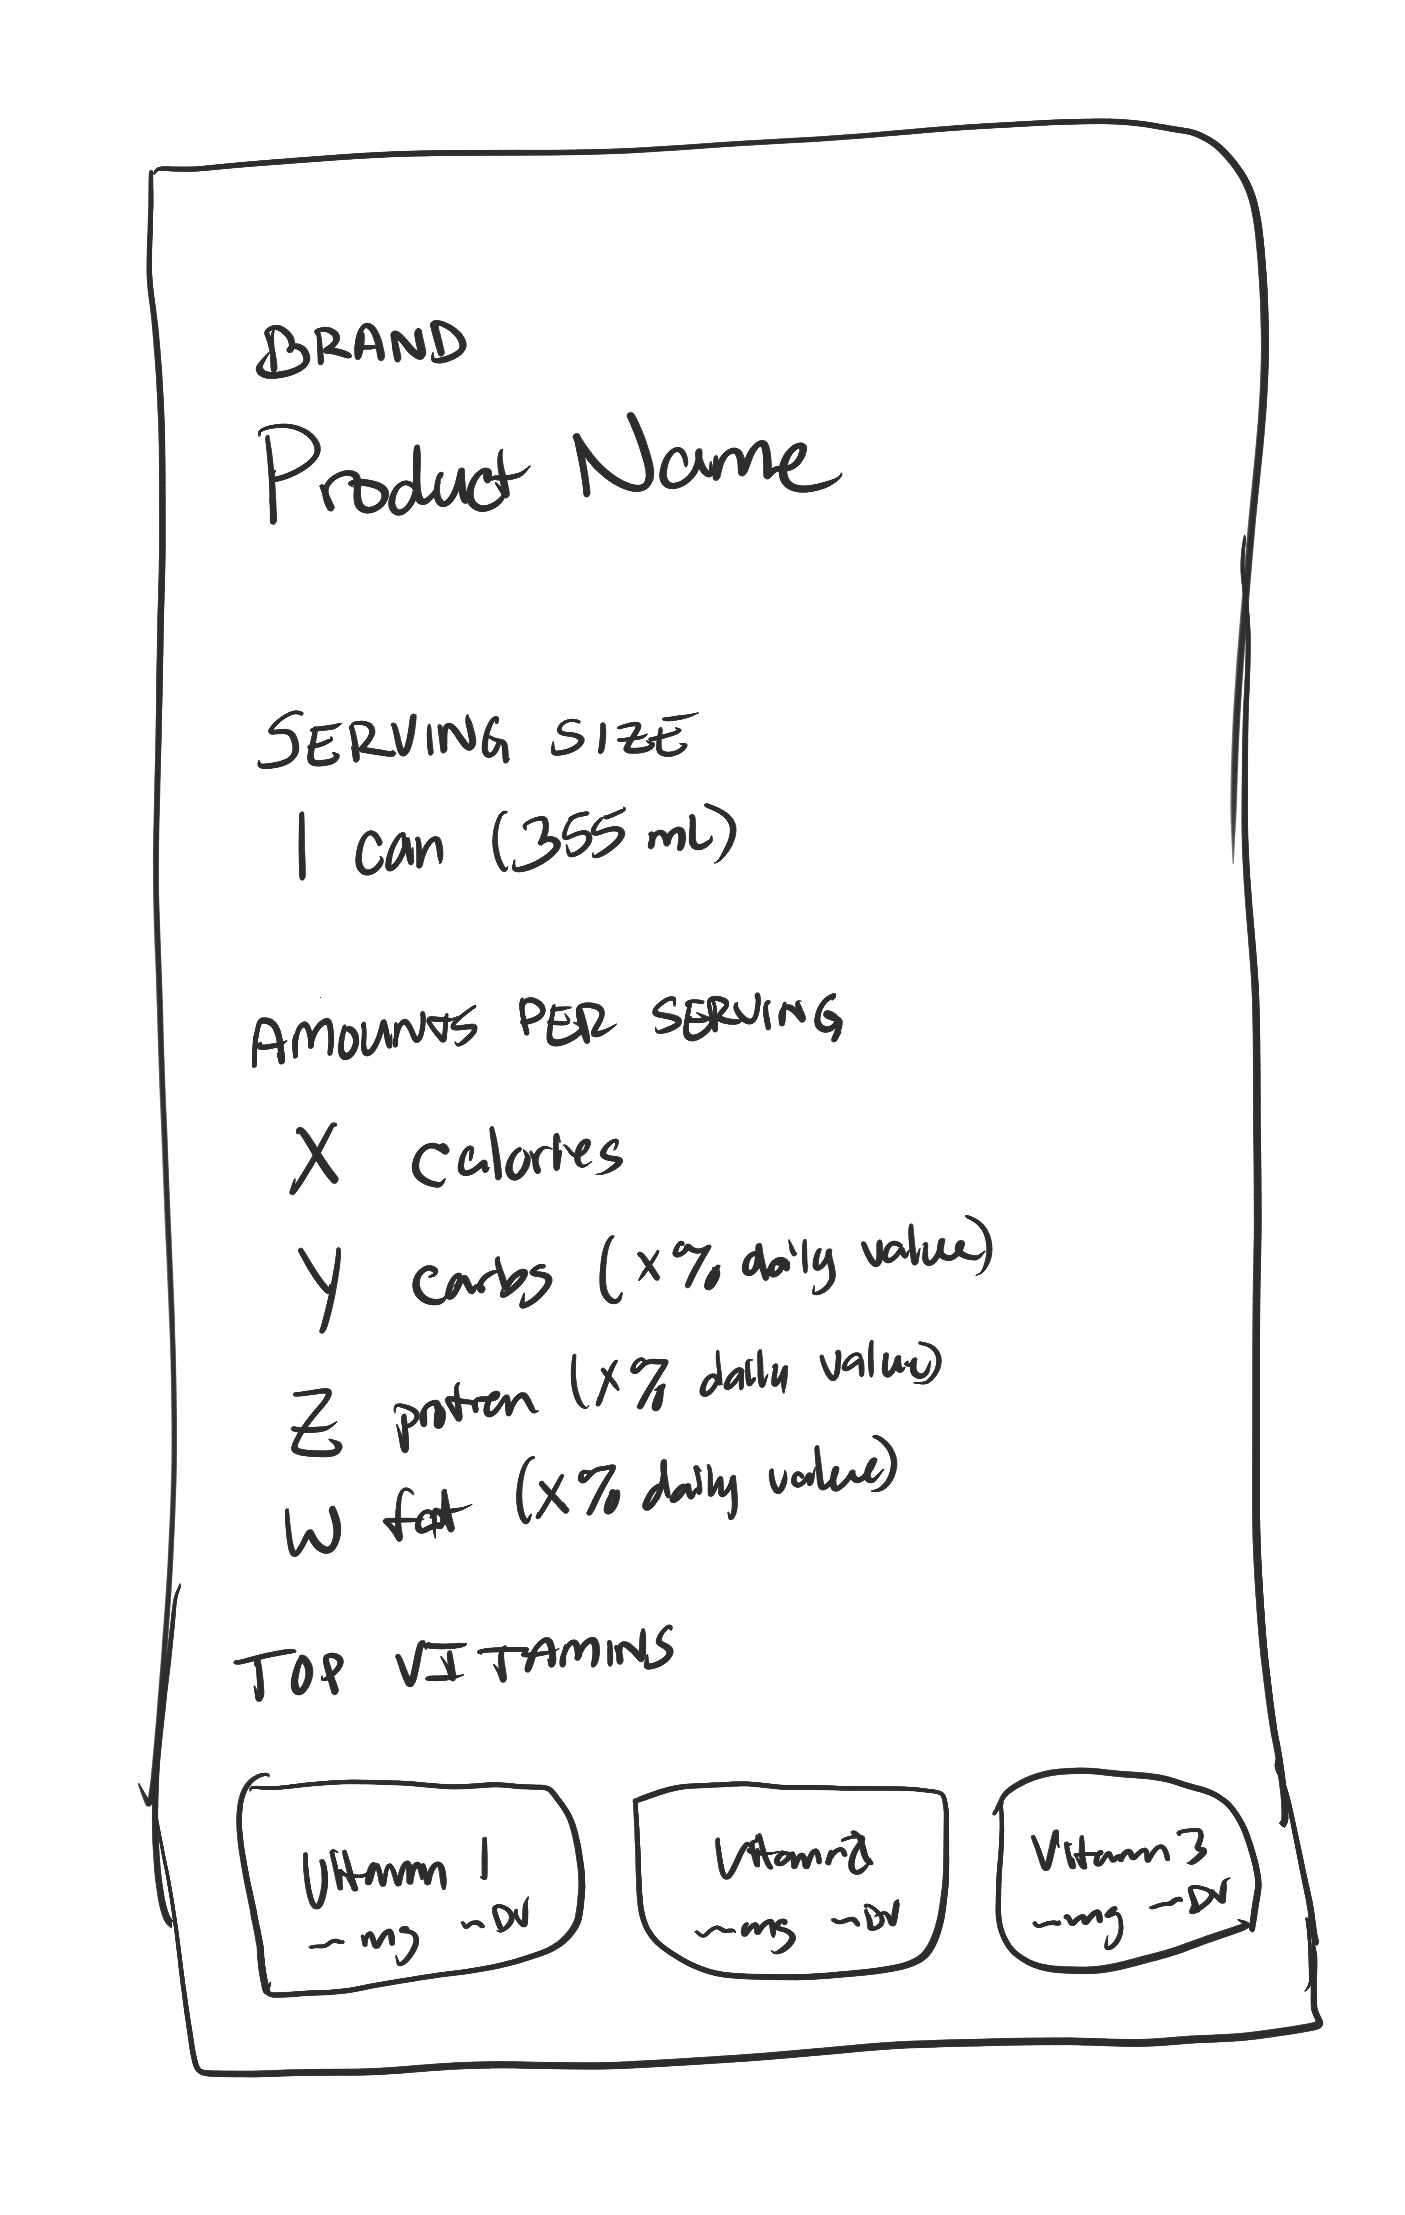 BRAND
Product Name
SERVING SIZE
1 can (355 mL)
AMOUNTS PER SERVING
X calories
Y carbs (X% daily value)
Z protien (X% daily value)
W fat (X% daily value)
TOP VITAMINS
Vitamin 1
~ mg ~DV
Vitamin 2
~mg ~DV
Vitamin 3
~mg ~DV